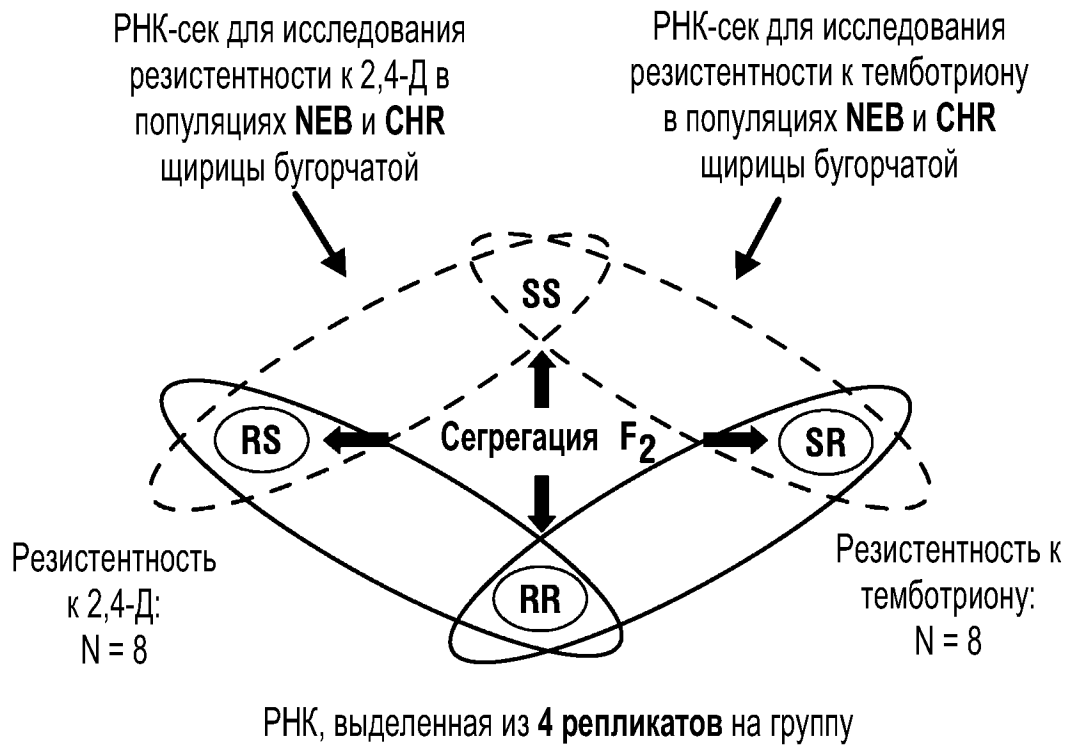 РНК-сек для исследования
резистентности к 2,4-Д в
популяциях NEB и CHR
щирицы бугорчатой
РНК-сек для исследования
резистентности к темботриону
в популяциях NEB и CHR
щирицы бугорчатой
SS
RS
Сегрегация F₂
SR
RR
Резистентность
к 2,4-Д:
N = 8
Резистентность к
темботриону:
N = 8
РНК, выделенная из 4 репликатов на группу